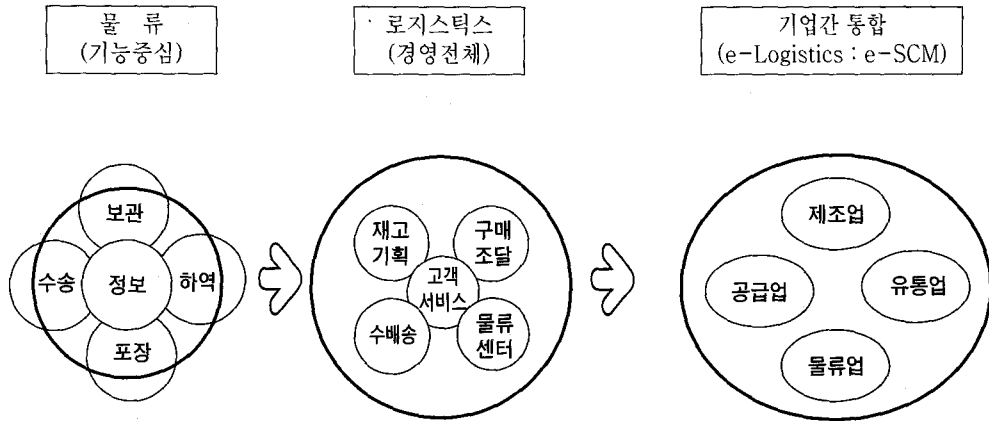 물 류
(기능중심)
로지스틱스
(경영전체)
기업간 통합
(e-Logistics : e-SCM)
보관
수송
정보
하역
포장
재고
기획
구매
조달
고객
서비스
수배송
물류
센터
제조업
공급업
유통업
물류업